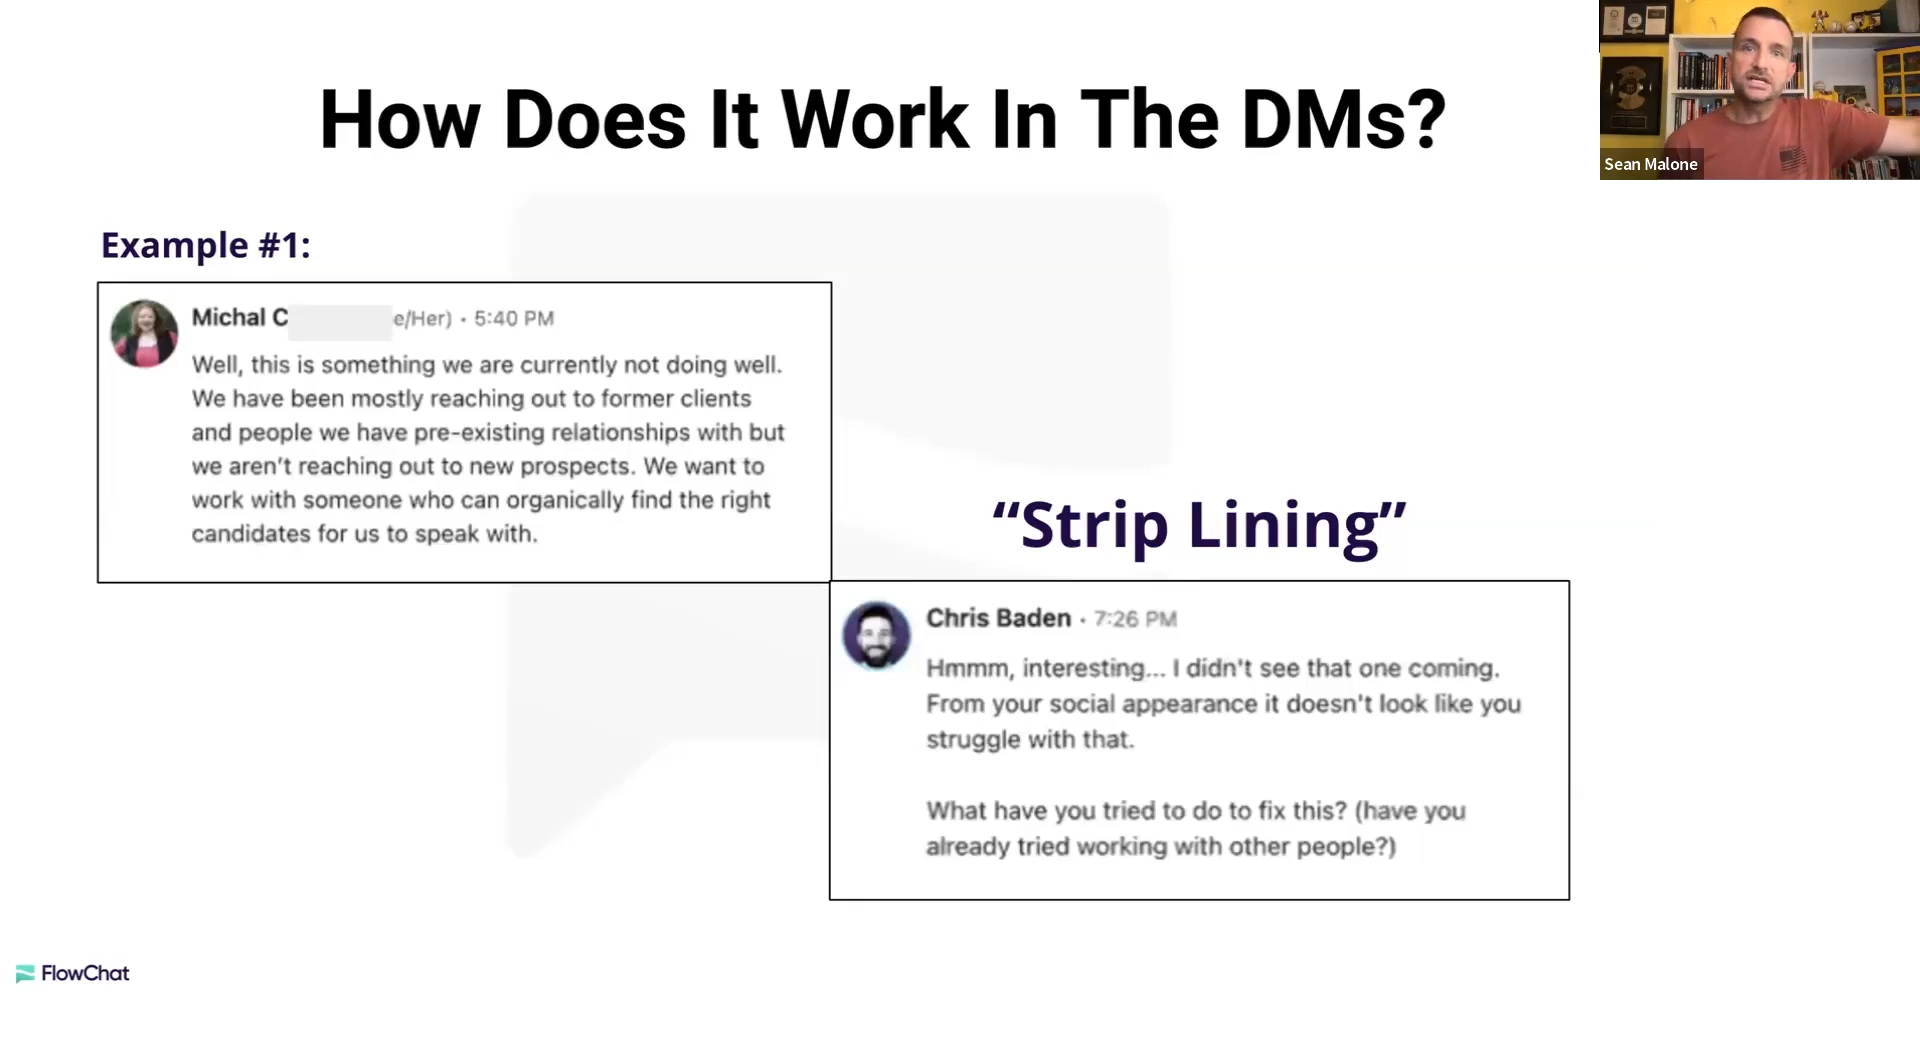 How Does It Work In The DMs?
Sean Malone
Example #1:
Michal C e/Her) • 5:40 PM
Well, this is something we are currently not doing well.
We have been mostly reaching out to former clients
and people we have pre-existing relationships with but
we aren't reaching out to new prospects. We want to
work with someone who can organically find the right
candidates for us to speak with.
“Strip Lining”
Chris Baden • 7:26 PM
Hmmm, interesting... I didn't see that one coming.
From your social appearance it doesn't look like you
struggle with that.
What have you tried to do to fix this? (have you
already tried working with other people?)
FlowChat